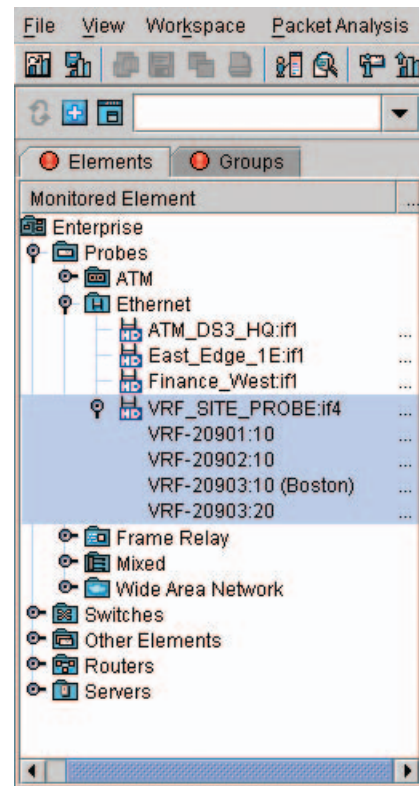 File View Workspace Packet Analysis
Elements Groups
Monitored Element ...
Enterprise
Probes
ATM
Ethernet
ATM_DS3_HQ:if1 ...
East_Edge_1E:if1 ...
Finance_West:if1 ...
VRF_SITE_PROBE:if4 ...
VRF-20901:10 ...
VRF-20902:10 ...
VRF-20903:10 (Boston) ...
VRF-20903:20 ...
Frame Relay
Mixed
Wide Area Network
Switches
Other Elements
Routers
Servers